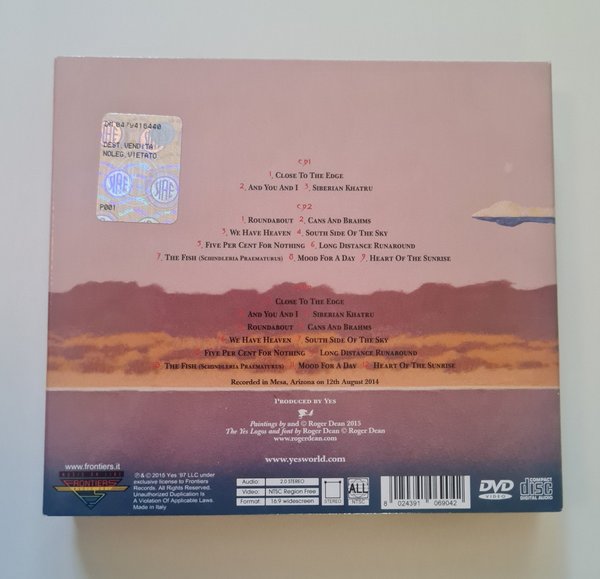 DR 04/9416440
DEST.VENDITA
NOLEG.VIETATO
P001
CD1
1. Close To The Edge
2. And You And I 3. Siberian Khatru
CD2
1. Roundabout 2. Cans And Brahms
3. We Have Heaven 4. South Side Of The Sky
5. Five Per Cent For Nothing 6. Long Distance Runaround
7. The Fish (Schindleria Praematurus) 8. Mood For A Day 9. Heart Of The Sunrise
Close To The Edge
And You And I Siberian Khatru
Roundabout Cans And Brahms
We Have Heaven South Side Of The Sky
Five Per Cent For Nothing Long Distance Runaround
The Fish (Schindleria Praematurus) Mood For A Day Heart Of The Sunrise
Recorded in Mesa, Arizona on 12th August 2014
Produced by Yes
Paintings by and © Roger Dean 2015
The Yes Logos and font by Roger Dean © Roger Dean
www.rogerdean.com
www.yesworld.com
www.frontiers.it
FRONTIERS
℗ & © 2015 Yes '97 LLC under
exclusive license to Frontiers
Records. All Rights Reserved.
Unauthorized Duplication Is
A Violation Of Applicable Laws.
Made in Italy
Audio: 2.0 STEREO
Video: NTSC Region Free
Format: 16:9 widescreen
STEREO
ALL
NTSC
8 024391 069042
DVD
VIDEO
COMPACT
disc
DIGITAL AUDIO